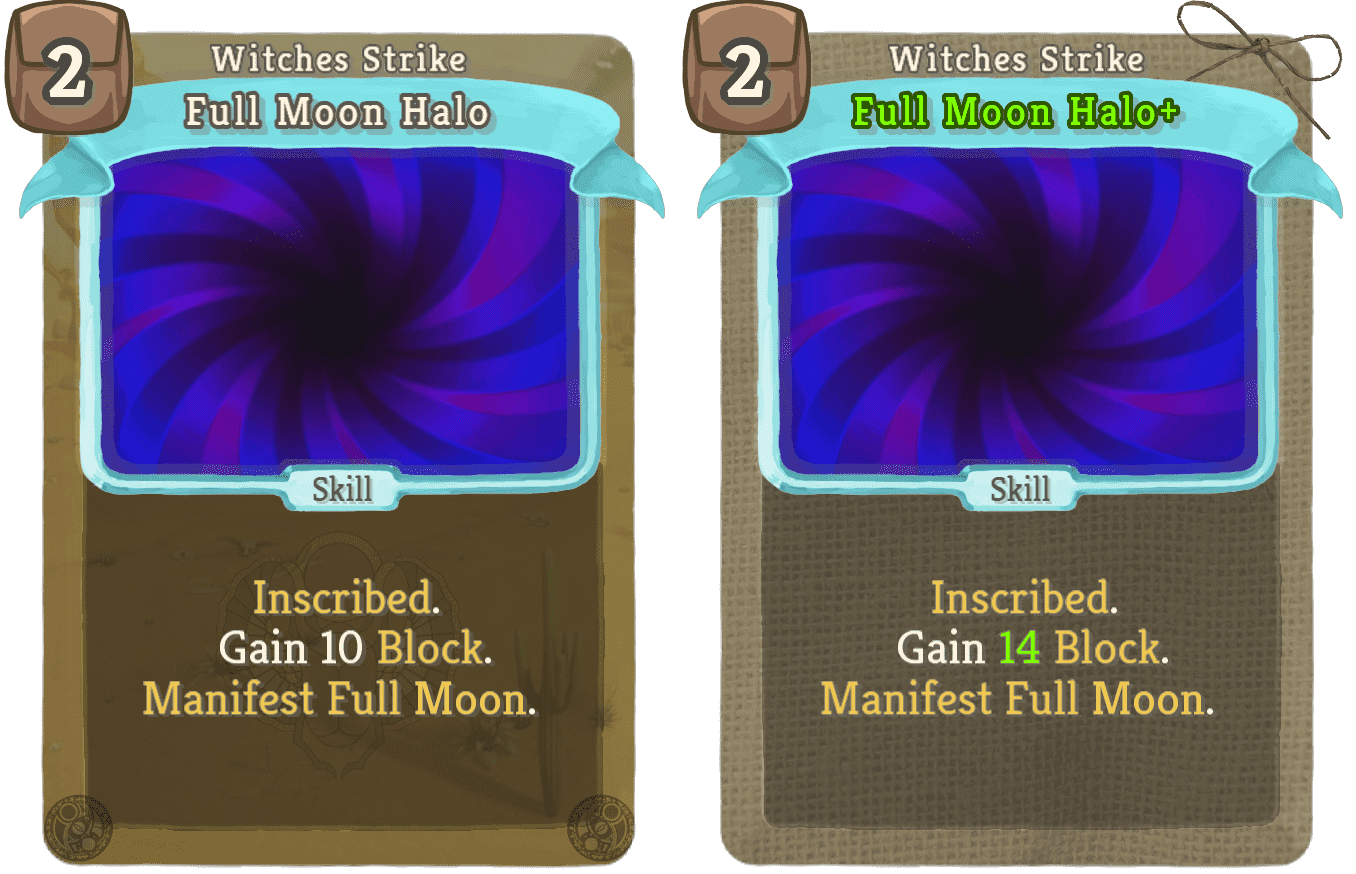 2
Witches Strike
Full Moon Halo
Skill
Inscribed.
Gain 10 Block.
Manifest Full Moon.
2
Witches Strike
Full Moon Halo+
Skill
Inscribed.
Gain 14 Block.
Manifest Full Moon.